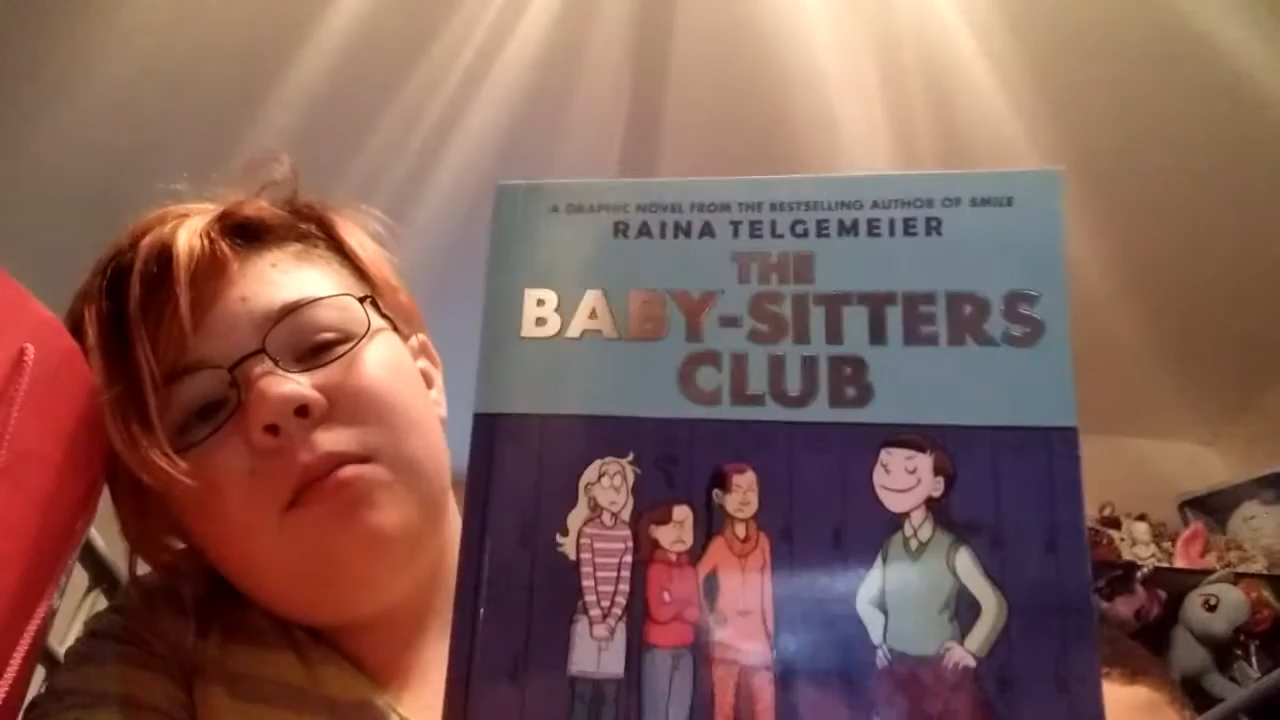 A GRAPHIC NOVEL FROM THE BESTSELLING AUTHOR OF SMILE
RAINA TELGEMEIER
THE
BABY-SITTERS
CLUB